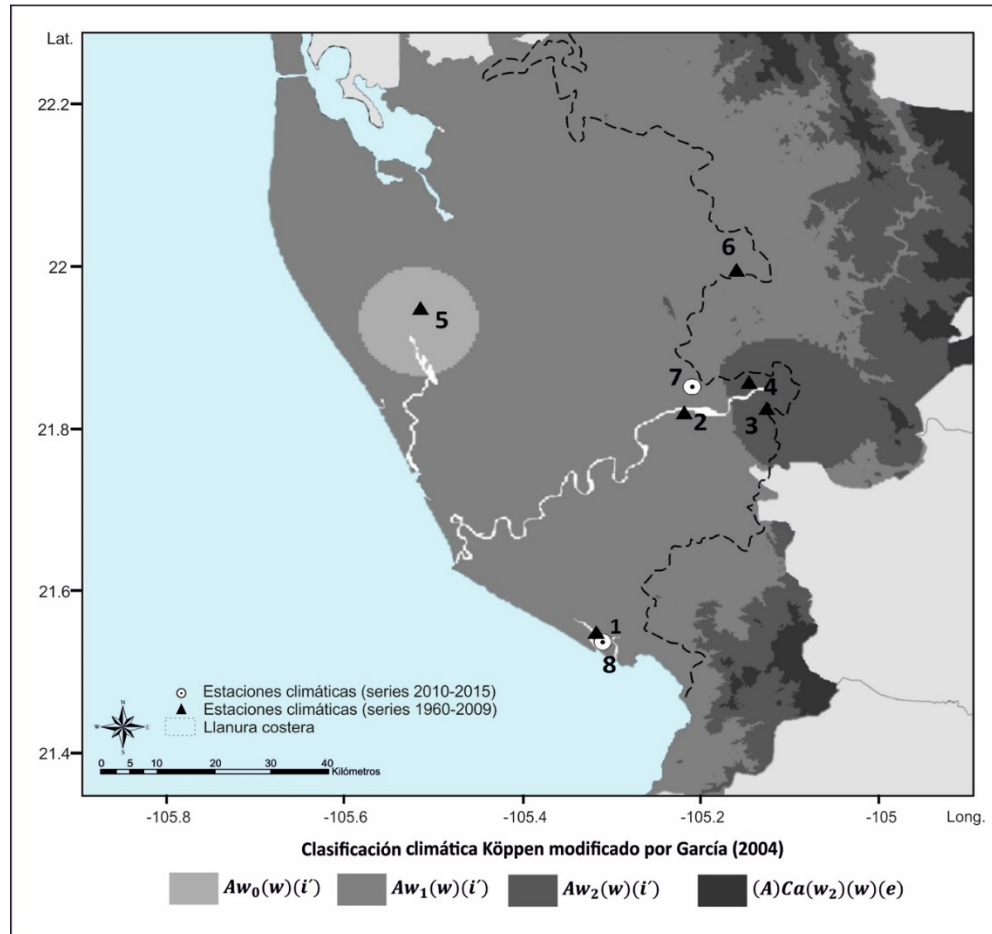 Lat.
22.2
22
21.8
21.6
21.4
6
5
7
4
2
3
1
8
Estaciones climáticas (series 2010-2015)
Estaciones climáticas (series 1960-2009)
Llanura costera
N
W E
S
0 5 10 20 30 40 Kilómetros
-105.8 -105.6 -105.4 -105.2 -105 Long.
Clasificación climática Köppen modificado por García (2004)
Aw₀(w)(i´) Aw₁(w)(i´) Aw₂(w)(i´) (A)Ca(w₂)(w)(e)